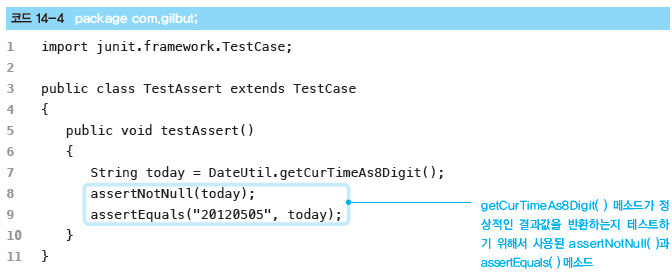 코드 14-4 package com.gilbut;
1 import junit.framework.TestCase;
2
3 public class TestAssert extends TestCase
4 {
5 public void testAssert()
6 {
7 String today = DateUtil.getCurTimeAs8Digit();
8 assertNotNull(today);
9 assertEquals("20120505", today);
10 }
11 }
getCurTimeAs8Digit( ) 메소드가 정
상적인 결과값을 반환하는지 테스트하
기 위해서 사용된 assertNotNull( )과
assertEquals( ) 메소드